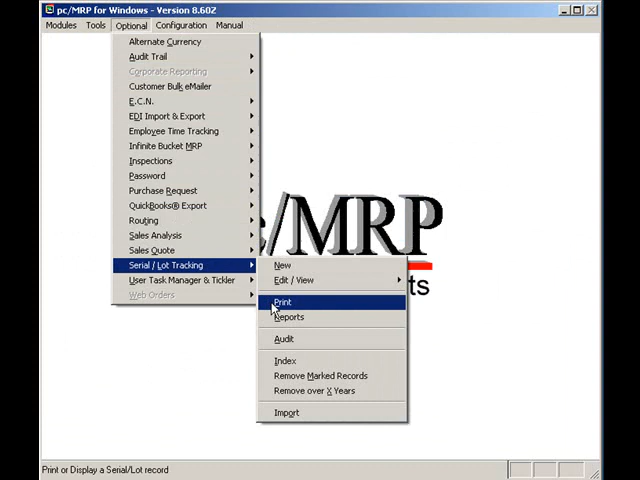 pc/MRP for Windows - Version 8.602
Modules Tools Optional Configuration Manual
Alternate Currency
Audit Trail
Corporate Reporting
Customer Bulk eMailer
E.C.N.
EDI Import & Export
Employee Time Tracking
Infinite Bucket MRP
Inspections
Password
Purchase Request
QuickBooks® Export
Routing
Sales Analysis
Sales Quote
Serial / Lot Tracking
User Task Manager & Tickler
Web Orders
c/MRP
ts
New
Edit / View
Print
Reports
Audit
Index
Remove Marked Records
Remove over X Years
Import
Print or Display a Serial/Lot record